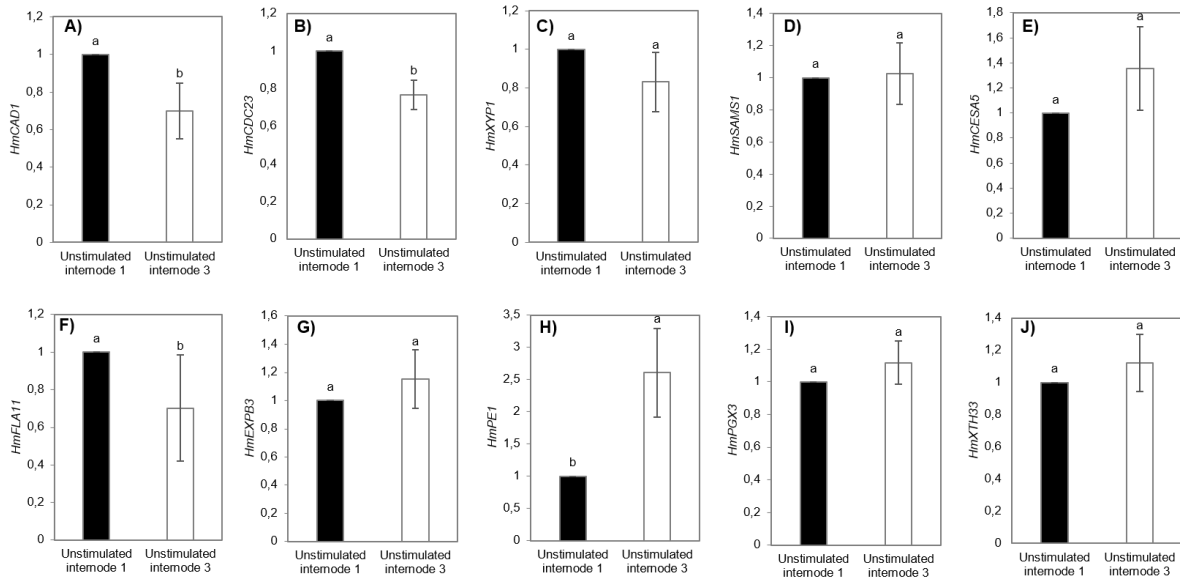 A)
HmCAD1
1,2
1
0,8
0,6
0,4
0,2
0
a
b
Unstimulated
internode 1
Unstimulated
internode 3
B)
HmCDC23
1,2
1
0,8
0,6
0,4
0,2
0
a
b
Unstimulated
internode 1
Unstimulated
internode 3
C)
HmXYP1
1,2
1
0,8
0,6
0,4
0,2
0
a
a
Unstimulated
internode 1
Unstimulated
internode 3
D)
HmSAMS1
1,4
1,2
1
0,8
0,6
0,4
0,2
0
a
a
Unstimulated
internode 1
Unstimulated
internode 3
E)
HmCESA5
1,8
1,6
1,4
1,2
1
0,8
0,6
0,4
0,2
0
a
a
Unstimulated
internode 1
Unstimulated
internode 3
F)
HmFLA11
1,2
1
0,8
0,6
0,4
0,2
0
a
b
Unstimulated
internode 1
Unstimulated
internode 3
G)
HmEXPB3
1,6
1,4
1,2
1
0,8
0,6
0,4
0,2
0
a
a
Unstimulated
internode 1
Unstimulated
internode 3
H)
HmPE1
3,5
3
2,5
2
1,5
1
0,5
0
b
a
Unstimulated
internode 1
Unstimulated
internode 3
I)
HmPGX3
1,4
1,2
1
0,8
0,6
0,4
0,2
0
a
a
Unstimulated
internode 1
Unstimulated
internode 3
J)
HmXTH33
1,4
1,2
1
0,8
0,6
0,4
0,2
0
a
a
Unstimulated
internode 1
Unstimulated
internode 3